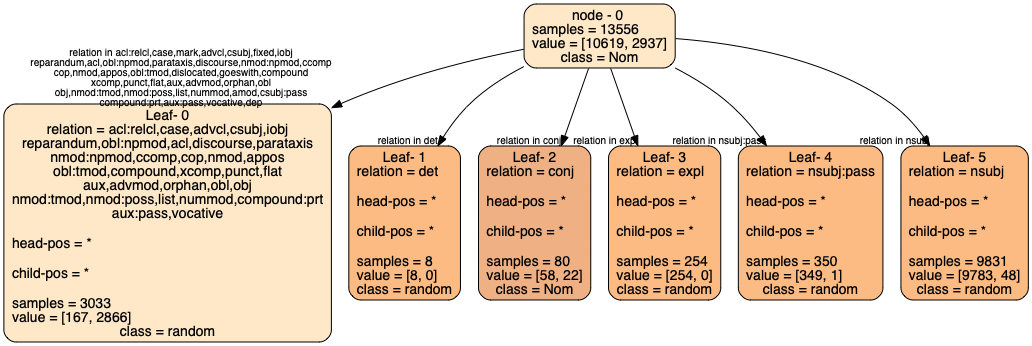 node - 0
samples = 13556
value = [10619, 2937]
class = Nom
relation in acl:relcl,case,mark,advcl,csubj,fixed,iobj
reparandum,acl,obl:npmod,parataxis,discourse,nmod:npmod,ccomp
cop,nmod,appos,obl:tmod,dislocated,goeswith,compound
xcomp,punct,flat,aux,advmod,orphan,obl
obj,nmod:tmod,nmod:poss,list,nummod,amod,csubj:pass
compound:prt,aux:pass,vocative,dep
Leaf- 0
relation = acl:relcl,case,advcl,csubj,iobj
reparandum,obl:npmod,acl,discourse,parataxis
nmod:npmod,ccomp,cop,nmod,appos
obl:tmod,compound,xcomp,punct,flat
aux,advmod,orphan,obl,obj
nmod:tmod,nmod:poss,list,nummod,compound:prt
aux:pass,vocative
head-pos = *
child-pos = *
samples = 3033
value = [167, 2866]
class = random
relation in det
Leaf- 1
relation = det
head-pos = *
child-pos = *
samples = 8
value = [8, 0]
class = random
relation in conj
Leaf- 2
relation = conj
head-pos = *
child-pos = *
samples = 80
value = [58, 22]
class = Nom
relation in expl
Leaf- 3
relation = expl
head-pos = *
child-pos = *
samples = 254
value = [254, 0]
class = random
relation in nsubj:pass
Leaf- 4
relation = nsubj:pass
head-pos = *
child-pos = *
samples = 350
value = [349, 1]
class = random
relation in nsubj
Leaf- 5
relation = nsubj
head-pos = *
child-pos = *
samples = 9831
value = [9783, 48]
class = random